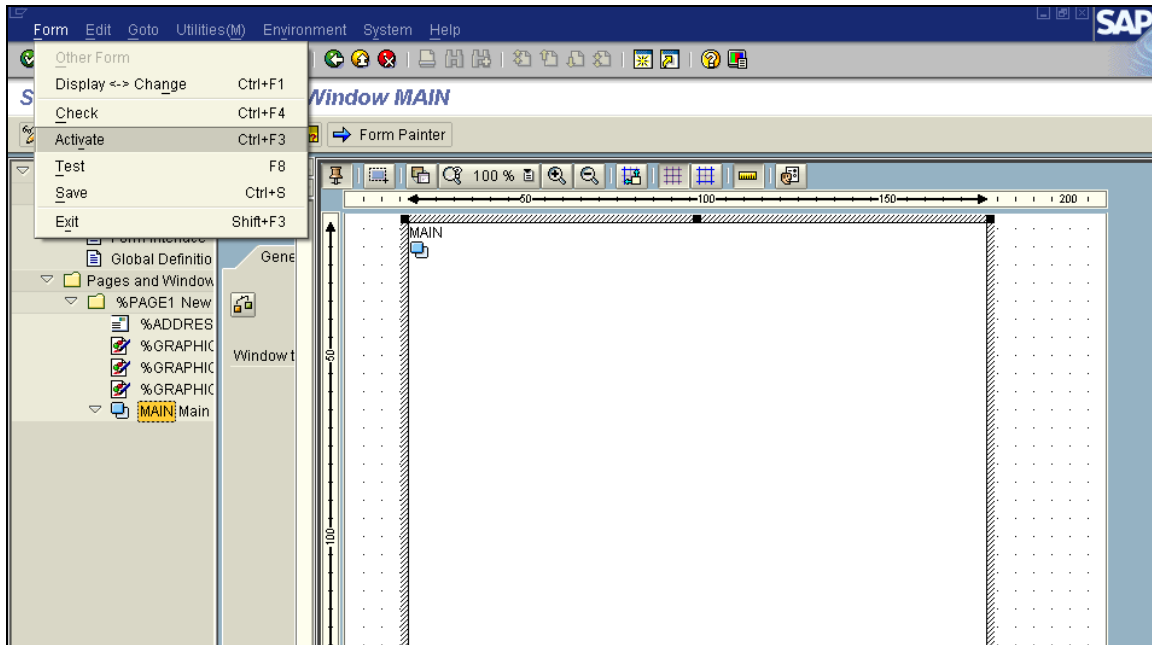 Form Edit Goto Utilities(M) Environment System Help
SAP
Other Form
Display <-> Change Ctrl+F1
Check Ctrl+F4
Activate Ctrl+F3
Test F8
Save Ctrl+S
Exit Shift+F3
S Window MAIN
Form Painter
100 %
50 100 150 200
MAIN
Global Definitio
Gene
Pages and Window
%PAGE1 New
%ADDRES
%GRAPHIC
Window t
%GRAPHIC
%GRAPHIC
MAIN Main
50
100